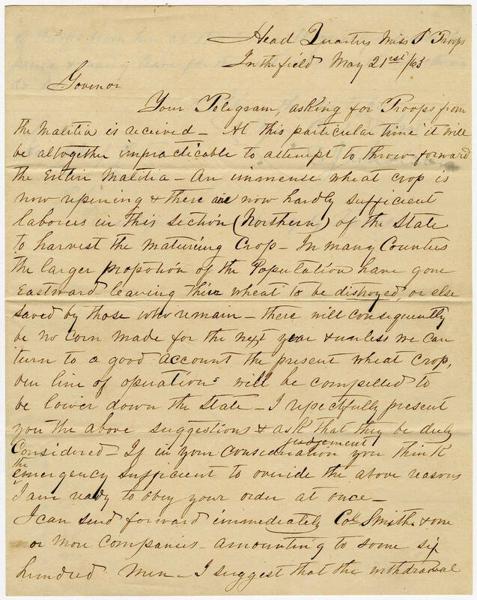 Head Quarters Miss S Troops
In the field May 21st/63
Govenor
Your Telegram, asking for Troops from
the Malitia is received – At this particular time it will
be altogether impracticable to attempt to throw forward
the Entire Malitia – An immense wheat crop is
now ripening & there are now hardly sufficient
laborers in this section (Northern) of the State
to harvest the maturing Crop – In many Counties
the larger propotion of the Population have gone
Eastward leaving their wheat to be distroyed, or else
saved by those who remain – there will consequently
be no corn made for the next year & unless we can
turn to a good account the present wheat crop,
our line of operations will be compelled to
be lower down the State – I respectfully present
you the above suggestions & ask that they be duly
Considered If in your judgement you think
the emergency sufficient to overide the above reasons
I am ready to obey your order at once –
I can send forward immediately Col Smith & one
or more Companies – amounting to some six
hundred men – I suggest that the withdrawal